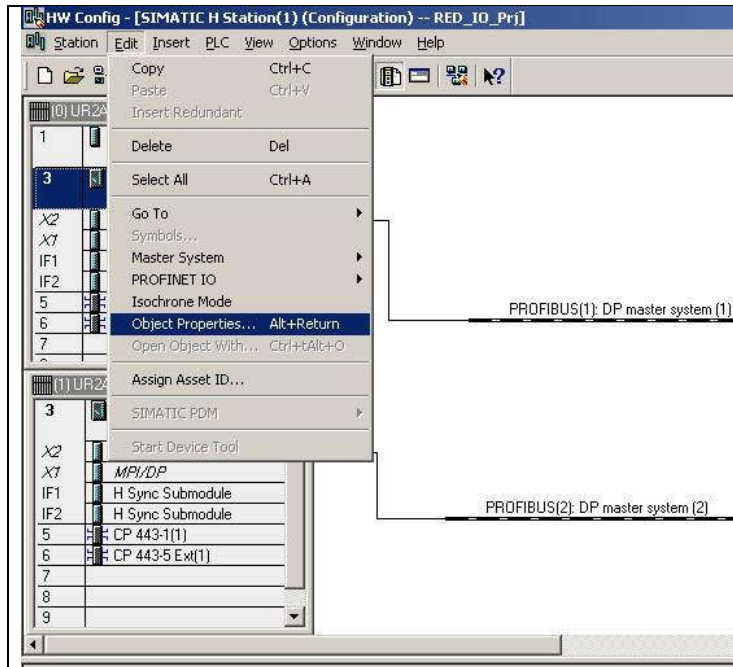 HW Config - [SIMATIC H Station(1) (Configuration) -- RED_IO_Prj]
Station Edit Insert PLC View Options Window Help
Copy Ctrl+C
Paste Ctrl+V
Insert Redundant
Delete Del
Select All Ctrl+A
Go To
Symbols...
Master System
PROFINET IO
Isochrone Mode
Object Properties... Alt+Return
Open Object With... Ctrl+tAlt+O
Assign Asset ID...
SIMATIC PDM
Start Device Tool
(0) UR2A
1
3
X2
X1
IF1
IF2
5
6
7
PROFIBUS(1): DP master system (1)
(1) UR2A
3
X2
X1 MPI/DP
IF1 H Sync Submodule
IF2 H Sync Submodule
5 CP 443-1(1)
6 CP 443-5 Ext(1)
7
8
9
PROFIBUS(2): DP master system (2)